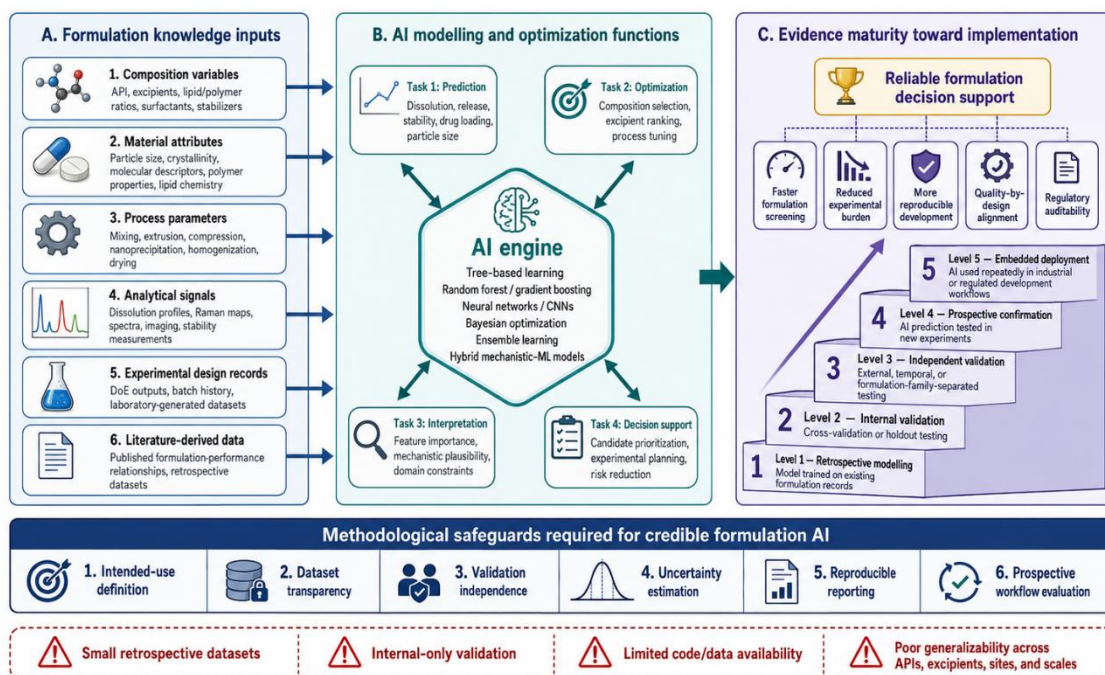 A. Formulation knowledge inputs
1. Composition variables
API, excipients, lipid/polymer
ratios, surfactants, stabilizers
2. Material attributes
Particle size, crystallinity,
molecular descriptors, polymer
properties, lipid chemistry
3. Process parameters
Mixing, extrusion, compression,
nanoprecipitation, homogenization,
drying
4. Analytical signals
Dissolution profiles, Raman maps,
spectra, imaging, stability
measurements
5. Experimental design records
DoE outputs, batch history,
laboratory-generated datasets
6. Literature-derived data
Published formulation-performance
relationships, retrospective
datasets
B. AI modelling and optimization functions
Task 1: Prediction
Dissolution, release,
stability, drug loading,
particle size
Task 2: Optimization
Composition selection,
excipient ranking,
process tuning
AI engine
Tree-based learning
Random forest / gradient boosting
Neural networks / CNNs
Bayesian optimization
Ensemble learning
Hybrid mechanistic-ML models
Task 3: Interpretation
Feature importance,
mechanistic plausibility,
domain constraints
Task 4: Decision support
Candidate prioritization,
experimental planning,
risk reduction
C. Evidence maturity toward implementation
Reliable formulation
decision support
Faster
formulation
screening
Reduced
experimental
burden
More
reproducible
development
Quality-by-
design
alignment
Regulatory
auditability
5
Level 5 — Embedded deployment
AI used repeatedly in industrial
or regulated development
workflows
4
Level 4 — Prospective confirmation
AI prediction tested in
new experiments
3
Level 3 — Independent validation
External, temporal, or
formulation-family-separated
testing
2
Level 2 — Internal validation
Cross-validation or holdout testing
1
Level 1 — Retrospective modelling
Model trained on existing
formulation records
Methodological safeguards required for credible formulation AI
1. Intended-use
definition
2. Dataset
transparency
3. Validation
independence
4. Uncertainty
estimation
5. Reproducible
reporting
6. Prospective
workflow evaluation
Small retrospective datasets
Internal-only validation
Limited code/data availability
Poor generalizability across
APIs, excipients, sites, and scales